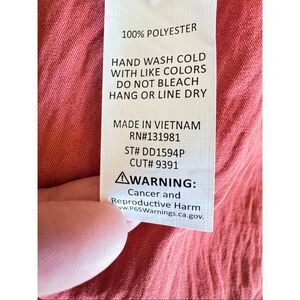 100% POLYESTER
HAND WASH COLD
WITH LIKE COLORS
DO NOT BLEACH
HANG OR LINE DRY
MADE IN VIETNAM
RN#131981
ST# DD1594P
CUT# 9391
⚠WARNING:
Cancer and
Reproductive Harm
www.P65Warnings.ca.gov.